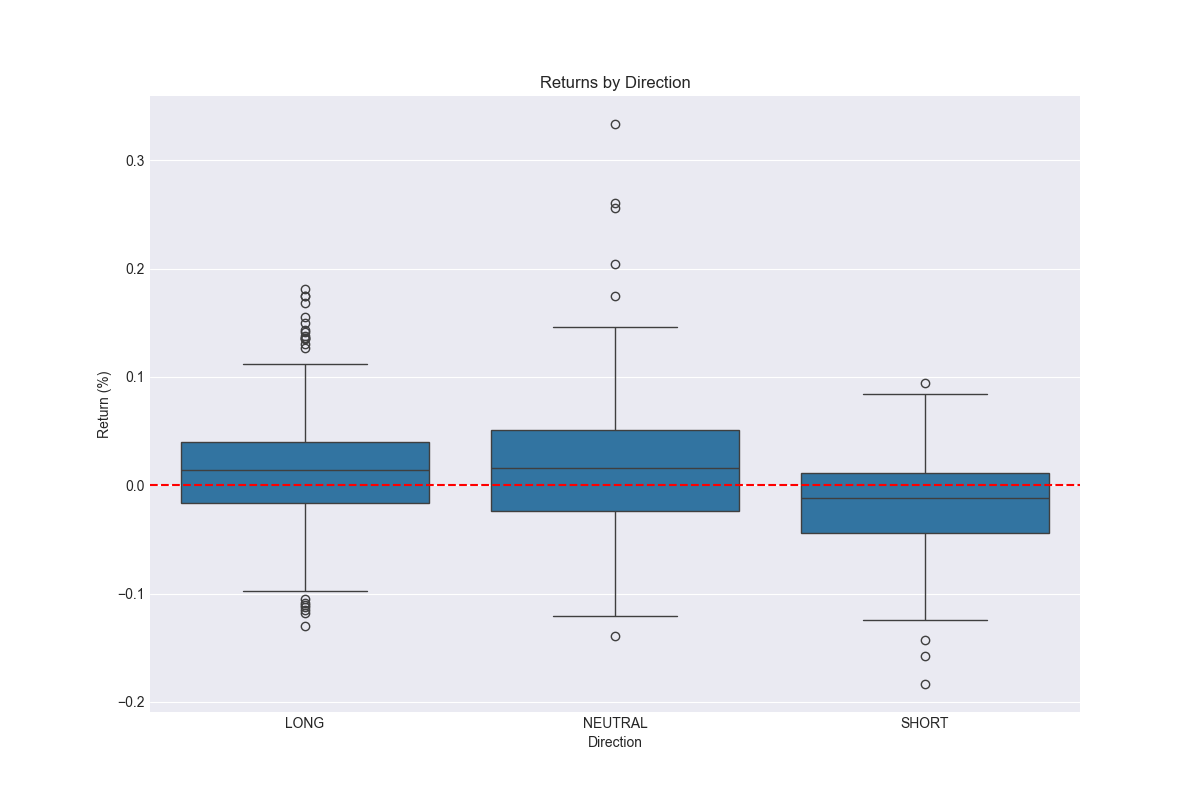 Returns by Direction
Return (%)
0.3
0.2
0.1
0.0
−0.1
−0.2
LONG
NEUTRAL
SHORT
Direction